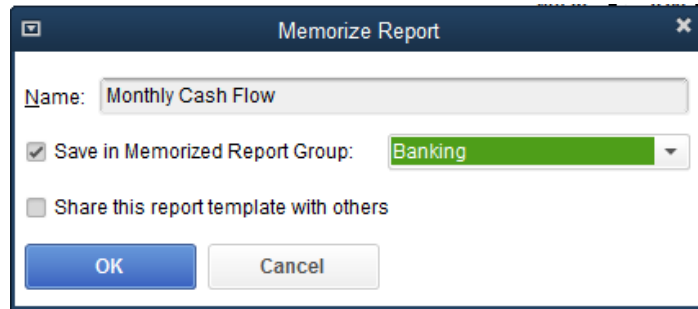 Memorize Report
Name: Monthly Cash Flow
Save in Memorized Report Group: Banking
Share this report template with others
OK Cancel